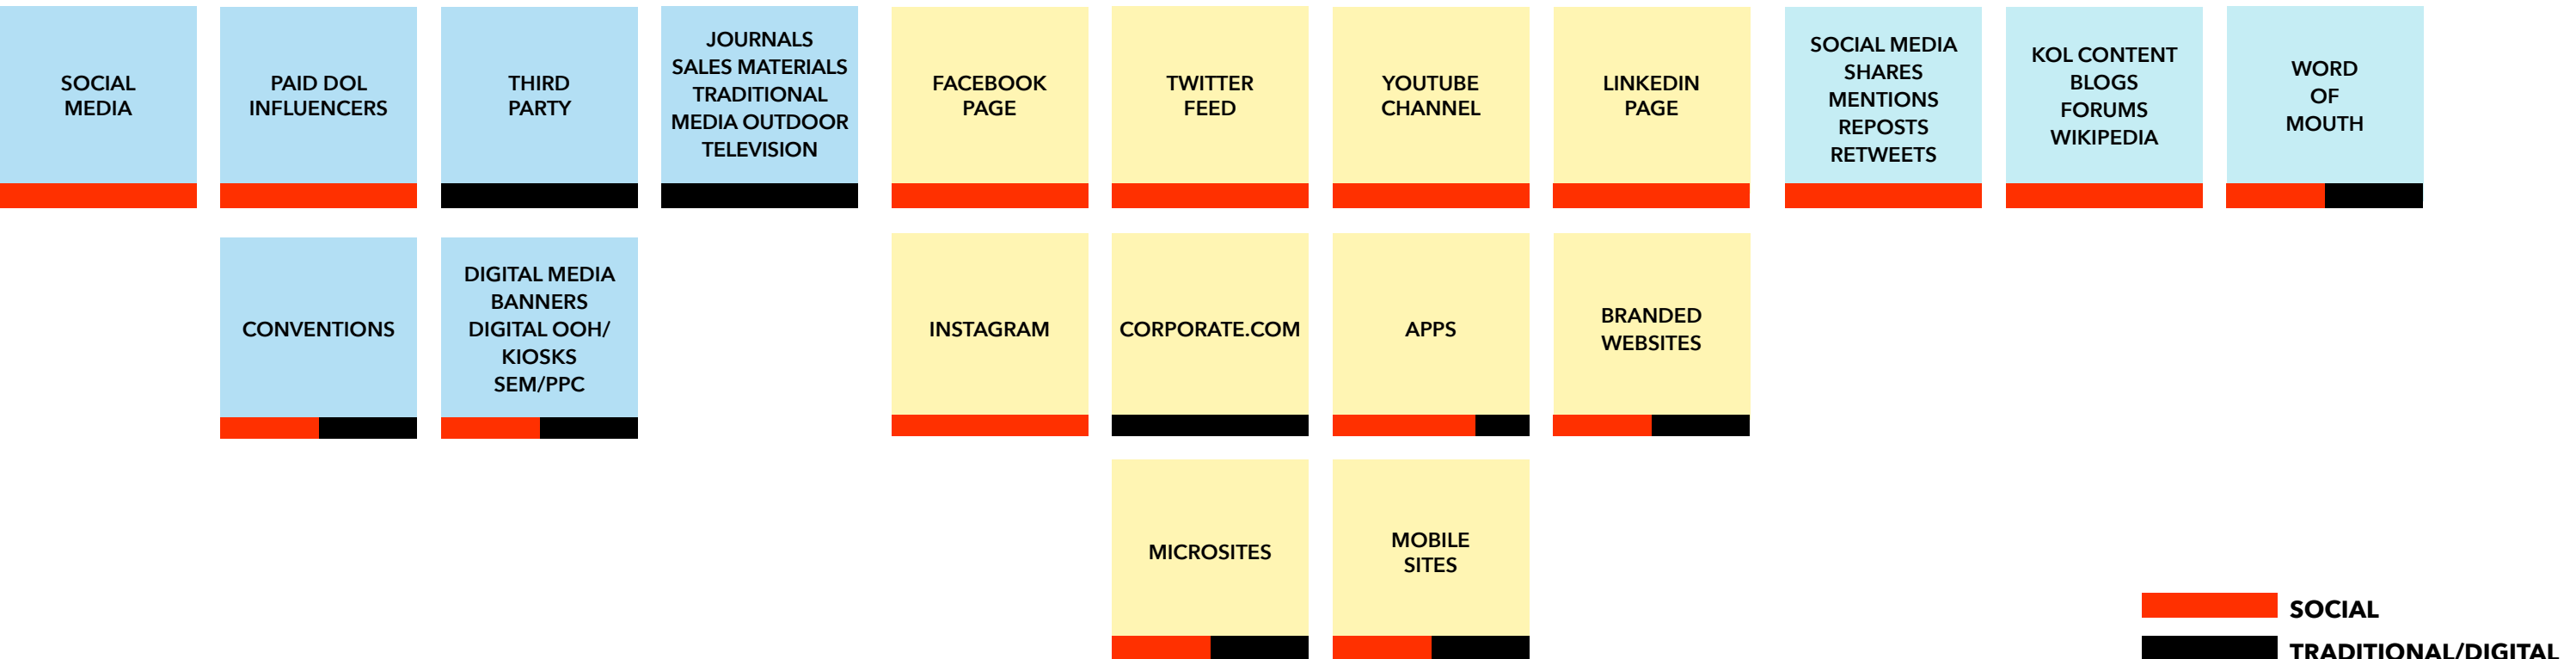 SOCIAL
MEDIA
PAID DOL
INFLUENCERS
THIRD
PARTY
JOURNALS
SALES MATERIALS
TRADITIONAL
MEDIA OUTDOOR
TELEVISION
FACEBOOK
PAGE
TWITTER
FEED
YOUTUBE
CHANNEL
LINKEDIN
PAGE
SOCIAL MEDIA
SHARES
MENTIONS
REPOSTS
RETWEETS
KOL CONTENT
BLOGS
FORUMS
WIKIPEDIA
WORD
OF
MOUTH
CONVENTIONS
DIGITAL MEDIA
BANNERS
DIGITAL OOH/
KIOSKS
SEM/PPC
INSTAGRAM
CORPORATE.COM
APPS
BRANDED
WEBSITES
MICROSITES
MOBILE
SITES
SOCIAL
TRADITIONAL/DIGITAL